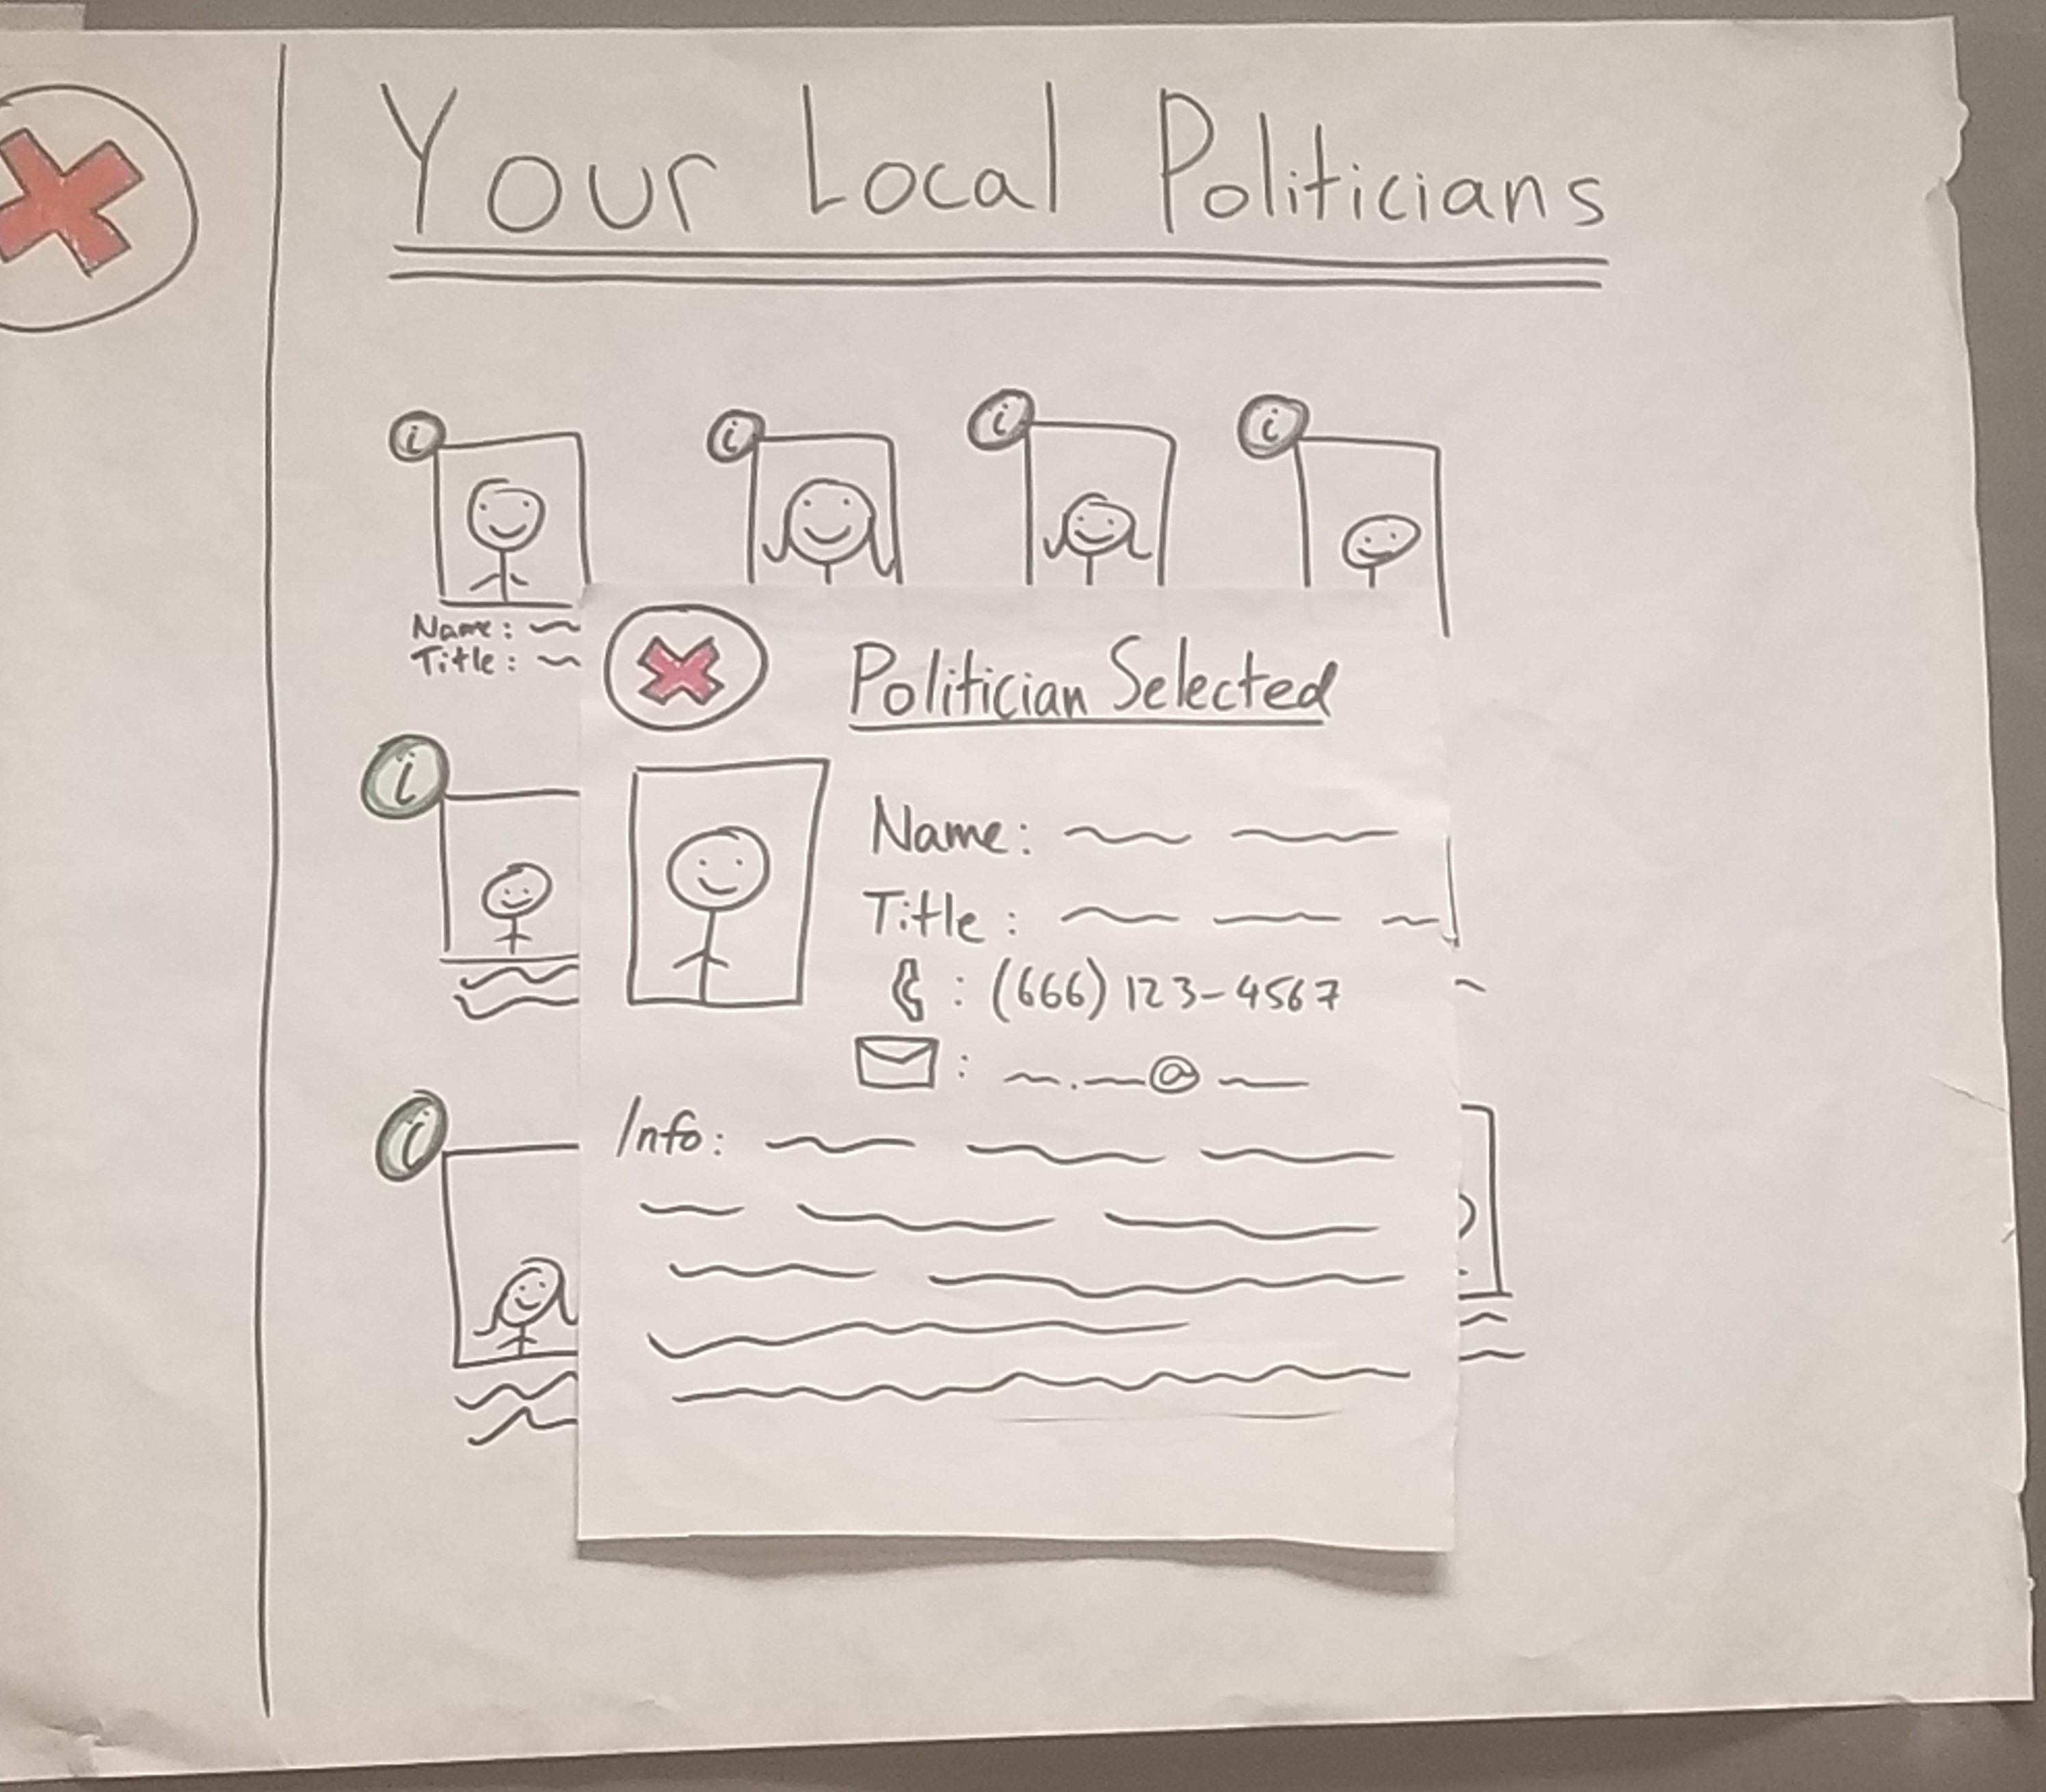 Your Local Politicians
i
i
i
i
Name:
Title:
i
i
Politician Selected
Name:
Title:
: (666) 123-4567
: . @
Info: